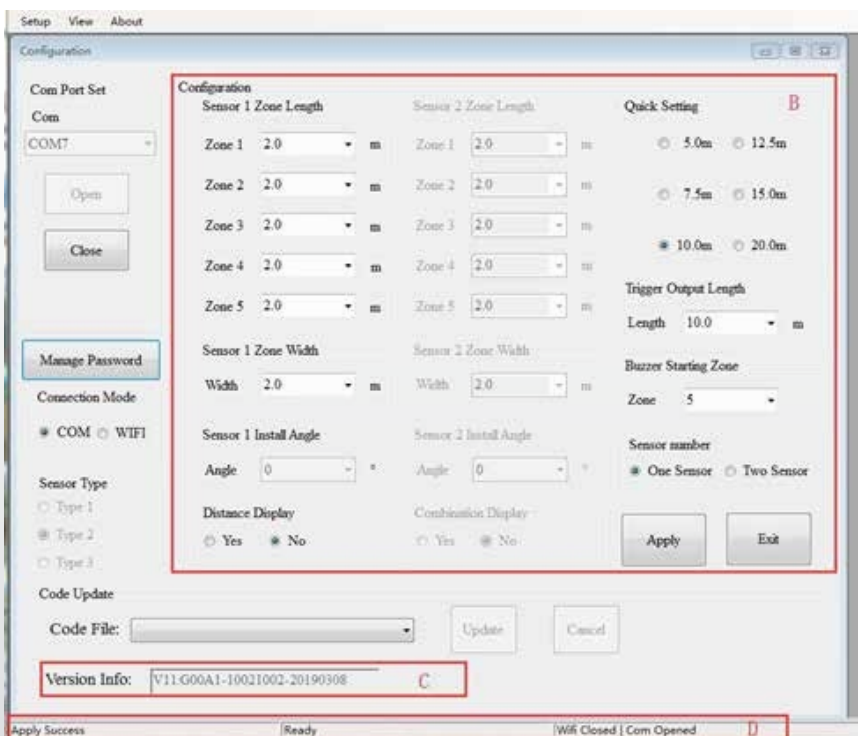 Setup View About
Configuration
Com Port Set
Com
COM7
Open
Close
Manage Password
Connection Mode
COM WIFI
Sensor Type
Type 1
Type 2
Type 3
Configuration
B
Sensor 1 Zone Length
Zone 1 2.0 m
Zone 2 2.0 m
Zone 3 2.0 m
Zone 4 2.0 m
Zone 5 2.0 m
Sensor 1 Zone Width
Width 2.0 m
Sensor 1 Install Angle
Angle 0 °
Distance Display
Yes No
Sensor 2 Zone Length
Zone 1 2.0 m
Zone 2 2.0 m
Zone 3 2.0 m
Zone 4 2.0 m
Zone 5 2.0 m
Sensor 2 Zone Width
Width 2.0 m
Sensor 2 Install Angle
Angle 0 °
Combination Display
Yes No
Quick Setting
5.0m 12.5m
7.5m 15.0m
10.0m 20.0m
Trigger Output Length
Length 10.0 m
Buzzer Starting Zone
Zone 5
Sensor number
One Sensor Two Sensor
Apply Exit
Code Update
Code File: Update Cancel
Version Info: V11:G00A1-10021002-20190308 C
Apply Success Ready Wifi Closed | Com Opened D